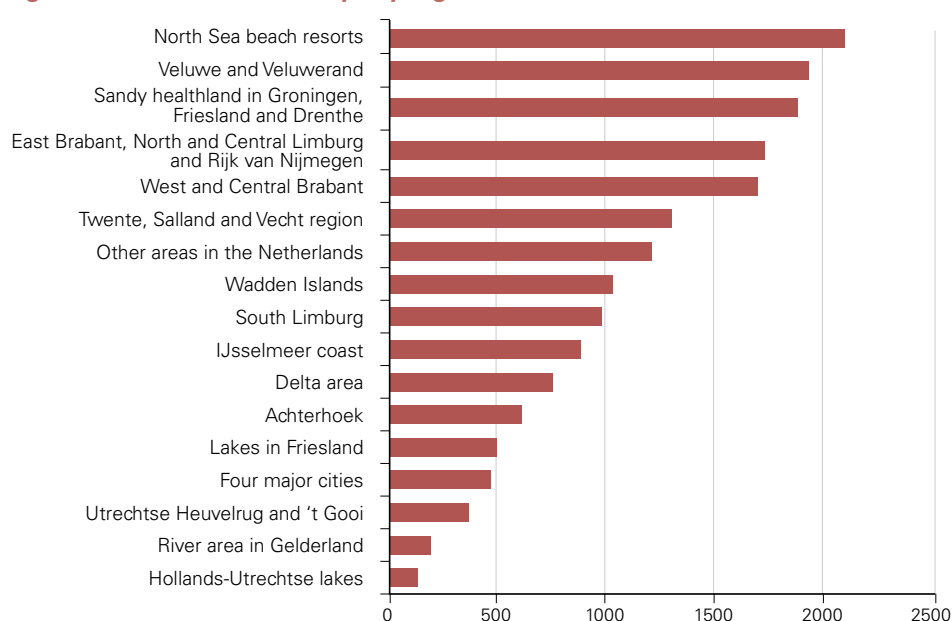 North Sea beach resorts
Veluwe and Veluwerand
Sandy healthland in Groningen,
Friesland and Drenthe
East Brabant, North and Central Limburg
and Rijk van Nijmegen
West and Central Brabant
Twente, Salland and Vecht region
Other areas in the Netherlands
Wadden Islands
South Limburg
IJsselmeer coast
Delta area
Achterhoek
Lakes in Friesland
Four major cities
Utrechtse Heuvelrug and ‘t Gooi
River area in Gelderland
Hollands-Utrechtse lakes
0 500 1000 1500 2000 2500